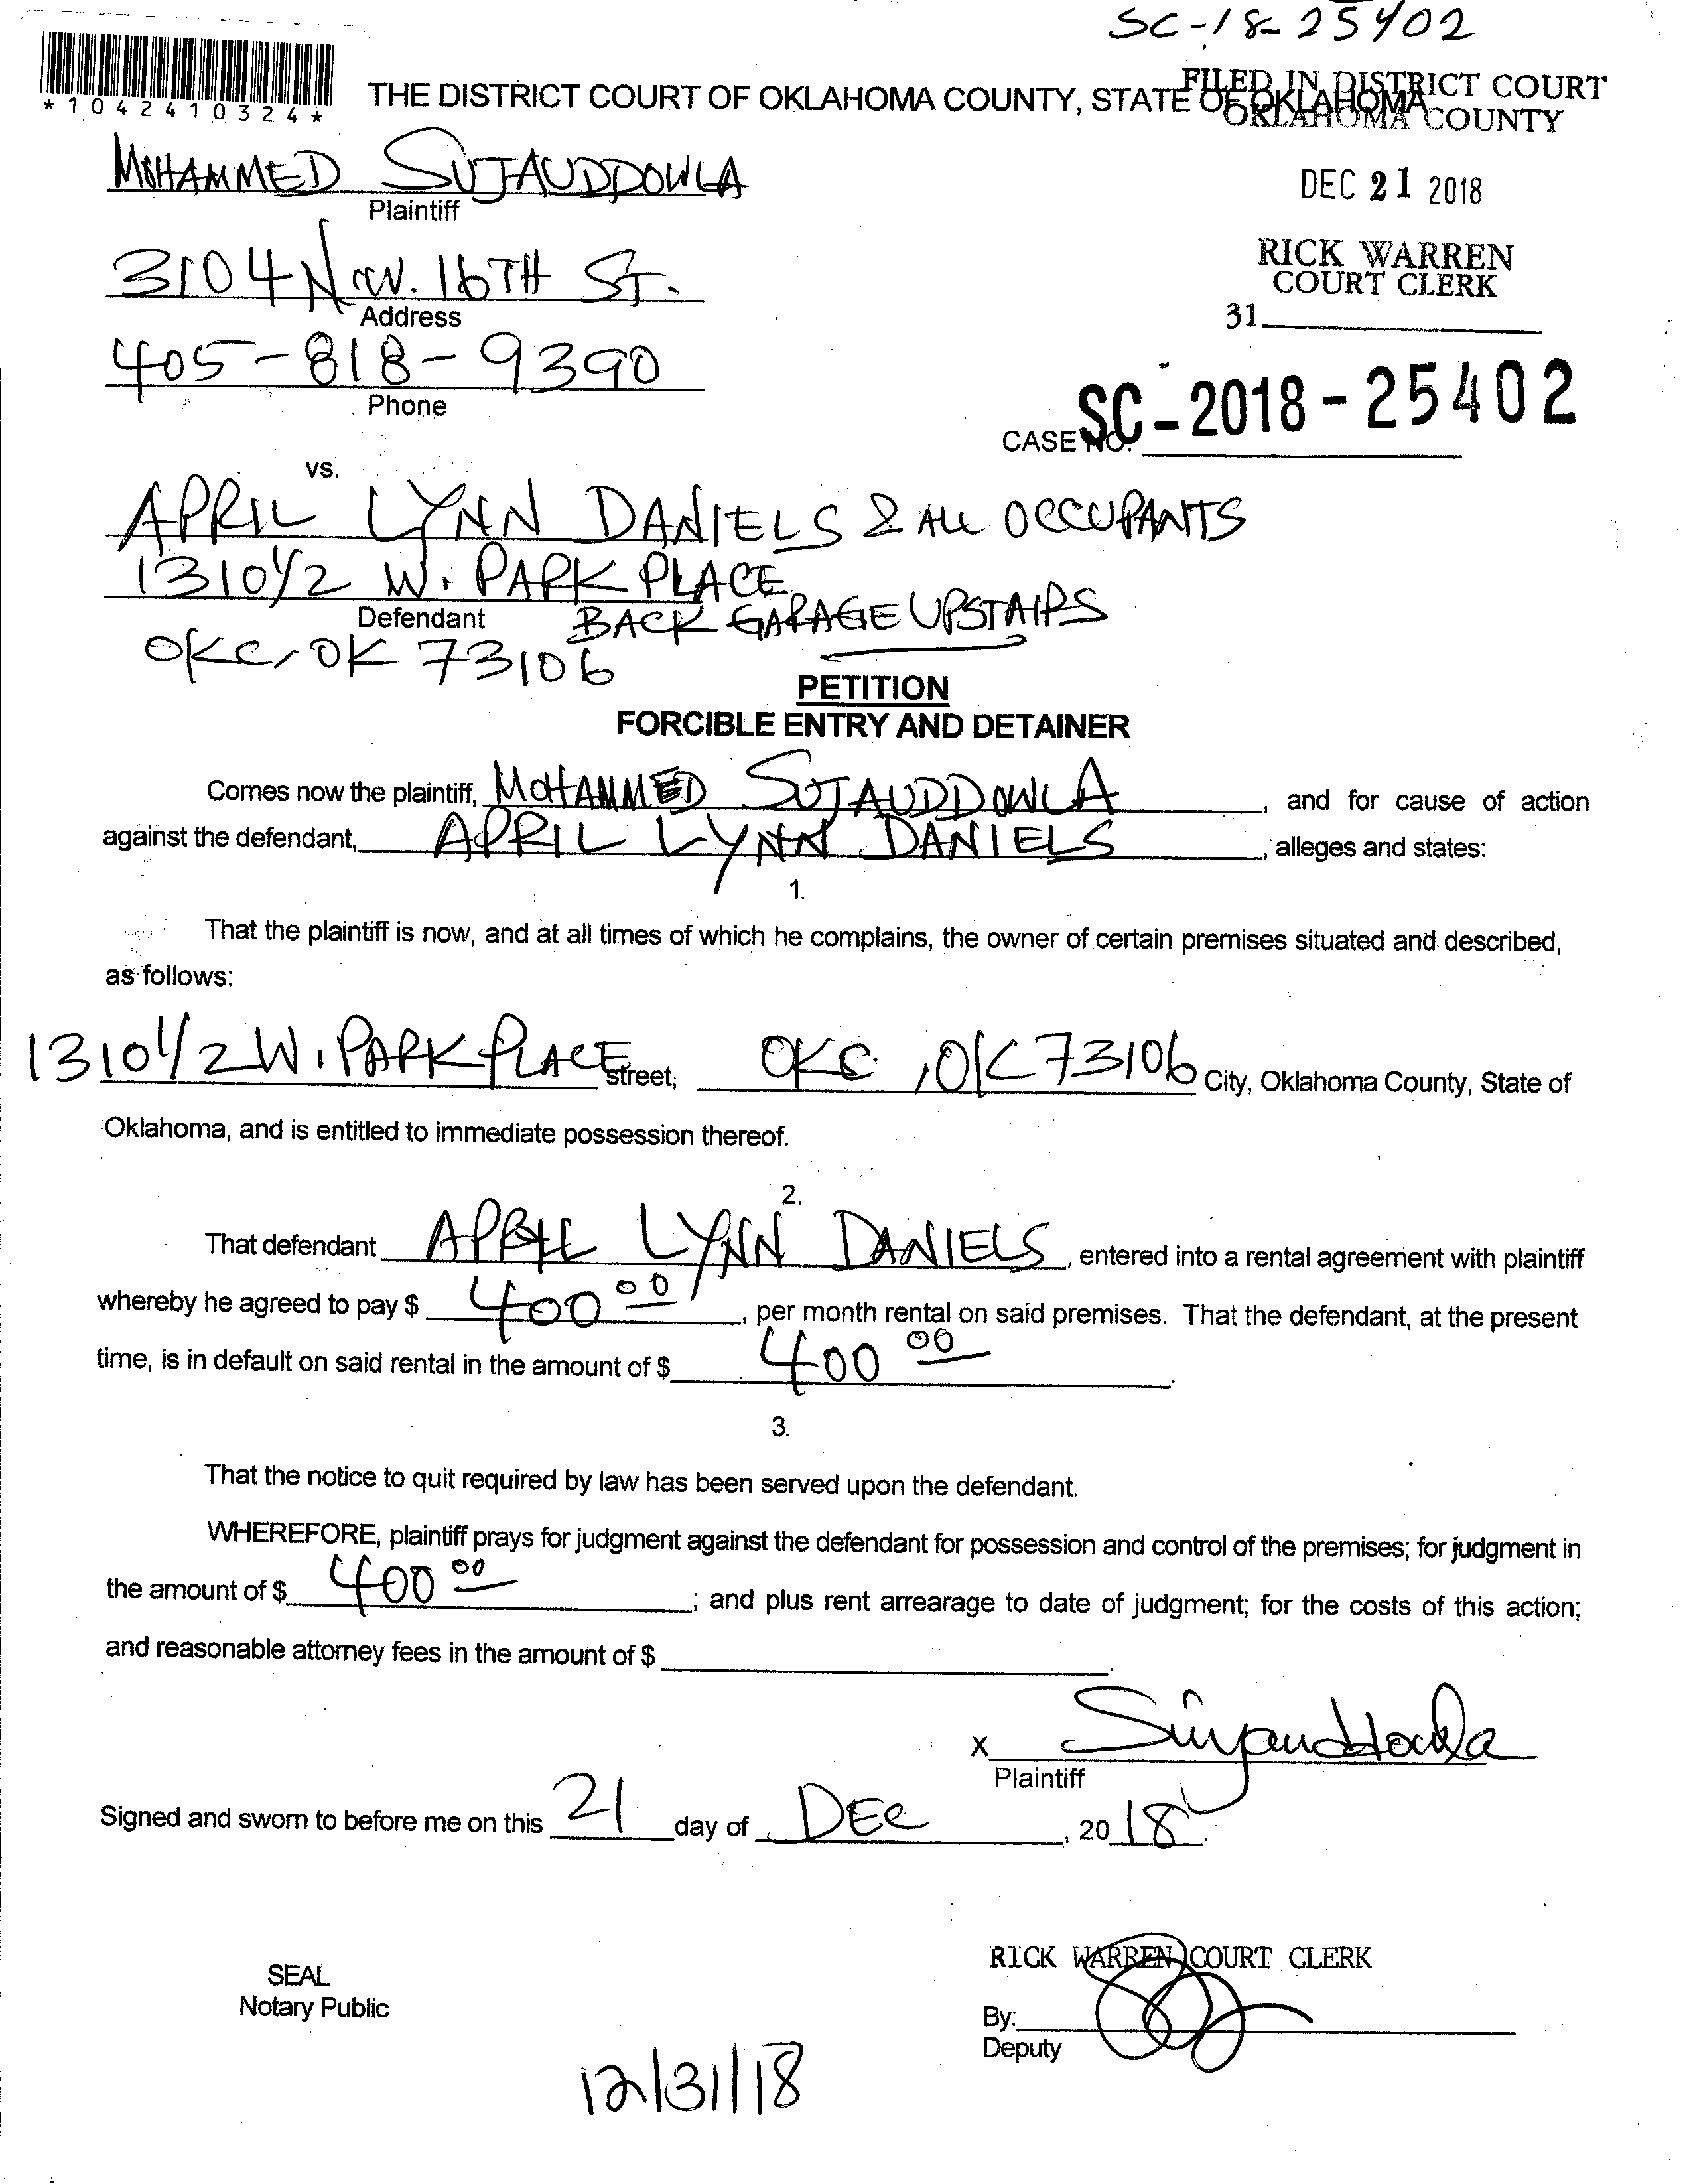 SC-18-25402
*1042410324*
THE DISTRICT COURT OF OKLAHOMA COUNTY, STATE OF OKLAHOMA
FILED IN DISTRICT COURT
OKLAHOMA COUNTY
MOHAMMED SUJAUDDOWLA
Plaintiff
DEC 21 2018
3104 N.W. 16TH ST.
Address
RICK WARREN
COURT CLERK
31
405-818-9390
Phone
CASE NO. SC-2018-25402
vs.
APRIL LYNN DANIELS & ALL OCCUPANTS
1310 1/2 W. PARK PLACE
Defendant BACK GARAGE UPSTAIRS
OKC, OK 73106
PETITION
FORCIBLE ENTRY AND DETAINER
Comes now the plaintiff, MOHAMMED SUJAUDDOWLA, and for cause of action
against the defendant, APRIL LYNN DANIELS, alleges and states:
1.
That the plaintiff is now, and at all times of which he complains, the owner of certain premises situated and described,
as follows:
1310 1/2 W. PARK PLACE street, OKC, OK 73106 City, Oklahoma County, State of
Oklahoma, and is entitled to immediate possession thereof.
2.
That defendant APRIL LYNN DANIELS, entered into a rental agreement with plaintiff
whereby he agreed to pay $ 400 00, per month rental on said premises. That the defendant, at the present
time, is in default on said rental in the amount of $ 400 00.
3.
That the notice to quit required by law has been served upon the defendant.
WHEREFORE, plaintiff prays for judgment against the defendant for possession and control of the premises; for judgment in
the amount of $ 400 00; and plus rent arrearage to date of judgment; for the costs of this action;
and reasonable attorney fees in the amount of $
X Sujauddowla
Plaintiff
Signed and sworn to before me on this 21 day of DEC, 2018.
RICK WARREN COURT CLERK
SEAL
Notary Public
By:
Deputy
12/31/18